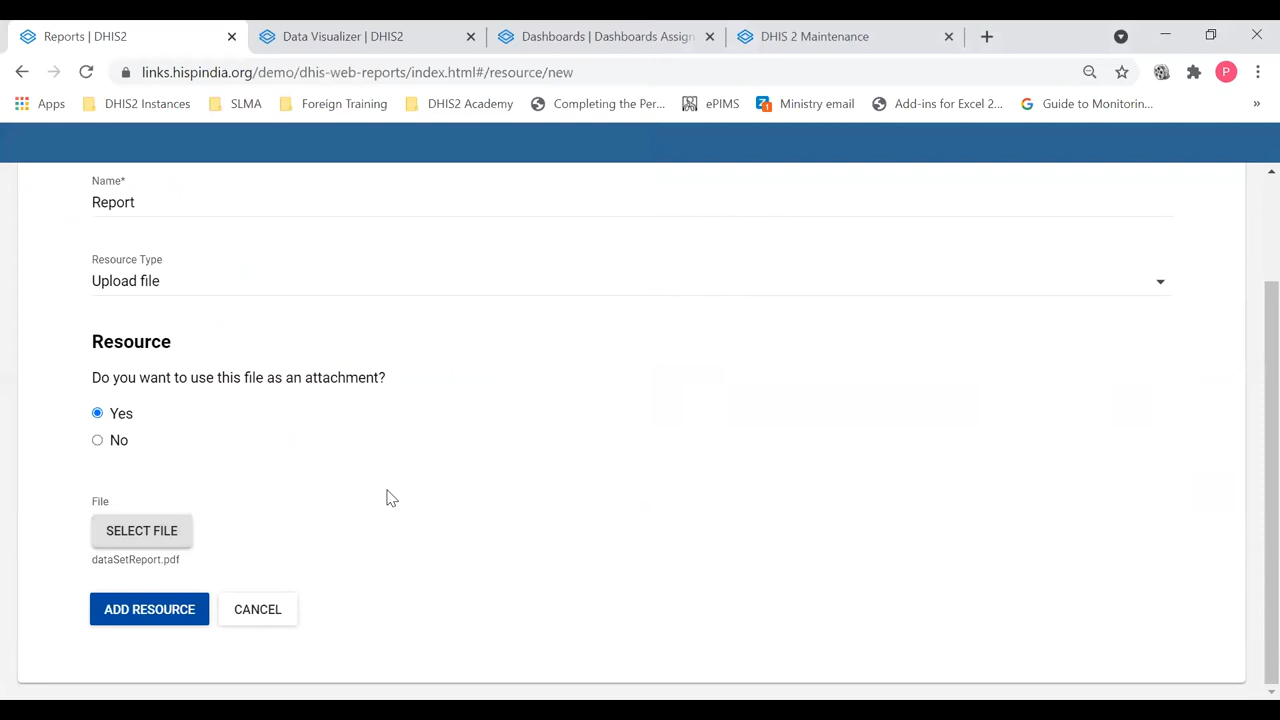 Reports | DHIS2
Data Visualizer | DHIS2
Dashboards | Dashboards Assign
DHIS 2 Maintenance
links.hispindia.org/demo/dhis-web-reports/index.html#/resource/new
P
Apps
DHIS2 Instances
SLMA
Foreign Training
DHIS2 Academy
Completing the Per...
ePIMS
Ministry email
Add-ins for Excel 2...
Guide to Monitorin...
»
Name*
Report
Resource Type
Upload file
Resource
Do you want to use this file as an attachment?
Yes
No
File
SELECT FILE
dataSetReport.pdf
ADD RESOURCE
CANCEL